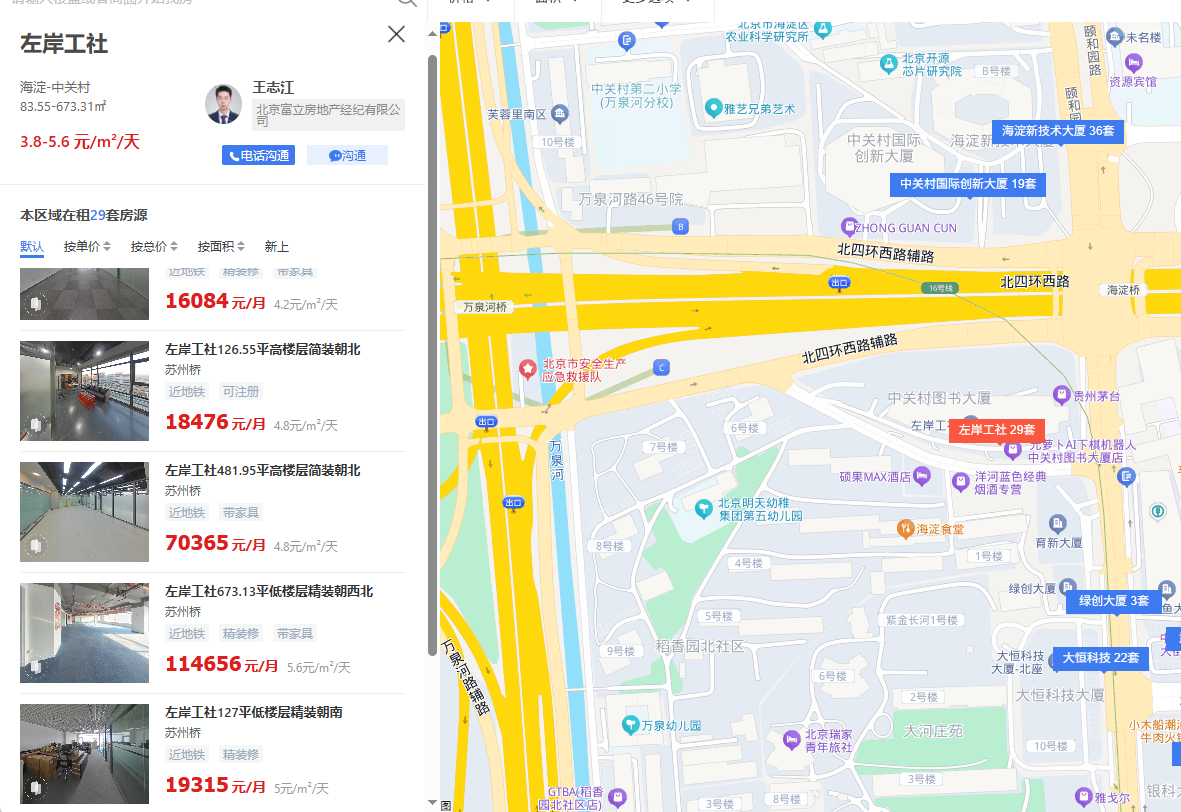 左岸工社
海淀-中关村
83.55-673.31㎡
3.8-5.6 元/m²/天
王志江
北京富立房地产经纪有限公司
电话沟通
沟通
本区域在租29套房源
默认 按单价 按总价 按面积 新上
近地铁 精装修 带家具
16084 元/月 4.2元/m²/天
左岸工社126.55平高楼层简装朝北
苏州桥
近地铁 可注册
18476 元/月 4.8元/m²/天
左岸工社481.95平高楼层简装朝北
苏州桥
近地铁 带家具
70365 元/月 4.8元/m²/天
左岸工社673.13平低楼层精装朝西北
苏州桥
近地铁 精装修 带家具
114656 元/月 5.6元/m²/天
左岸工社127平低楼层精装朝南
苏州桥
近地铁 精装修
19315 元/月 5元/m²/天
北京市海淀区
农业科学研究所
颐和园路
未名楼
北京开源
芯片研究院
B号楼
资源宾馆
中关村第二小学
(万泉河分校)
雅艺兄弟艺术
芙蓉里南区
10号楼
颐和
海淀新技术大厦 36套
中关村国际
创新大厦
中关村国际创新大厦 19套
万泉河路46号院
B
ZHONG GUAN CUN
北四环西路辅路
北四环西路
出口
16号线
海淀桥
万泉河桥
北四环西路辅路
北京市安全生产
应急救援队
C
中关村图书大厦
贵州茅台
左岸工社 29套
出口
6号楼
7号楼
万泉河
元萝卜AI下棋机器人
中关村图书大厦店
硕果MAX酒店
洋河蓝色经典
烟酒专营
出口
北京明天幼稚
集团第五幼儿园
海淀食堂
育新大厦
8号楼
1号楼
4号楼
绿创大厦
绿创大厦 3套
5号楼
紫金长河1号楼
9号楼
稻香园北社区
大恒科技
大厦-北座
大恒科技 22套
6号楼
万泉河路辅路
2号楼
大恒科技大厦
万泉幼儿园
北京瑞家
青年旅社
大河庄苑
10号楼
小木船潮汕
牛肉火锅
3号楼
GTBA(稻香
园北社区店)
3号楼
8号楼
雅戈尔
银科大
图